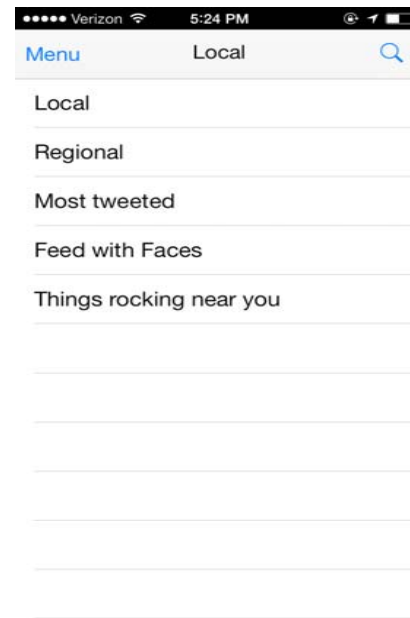 Verizon 5:24 PM
Menu Local
Local
Regional
Most tweeted
Feed with Faces
Things rocking near you